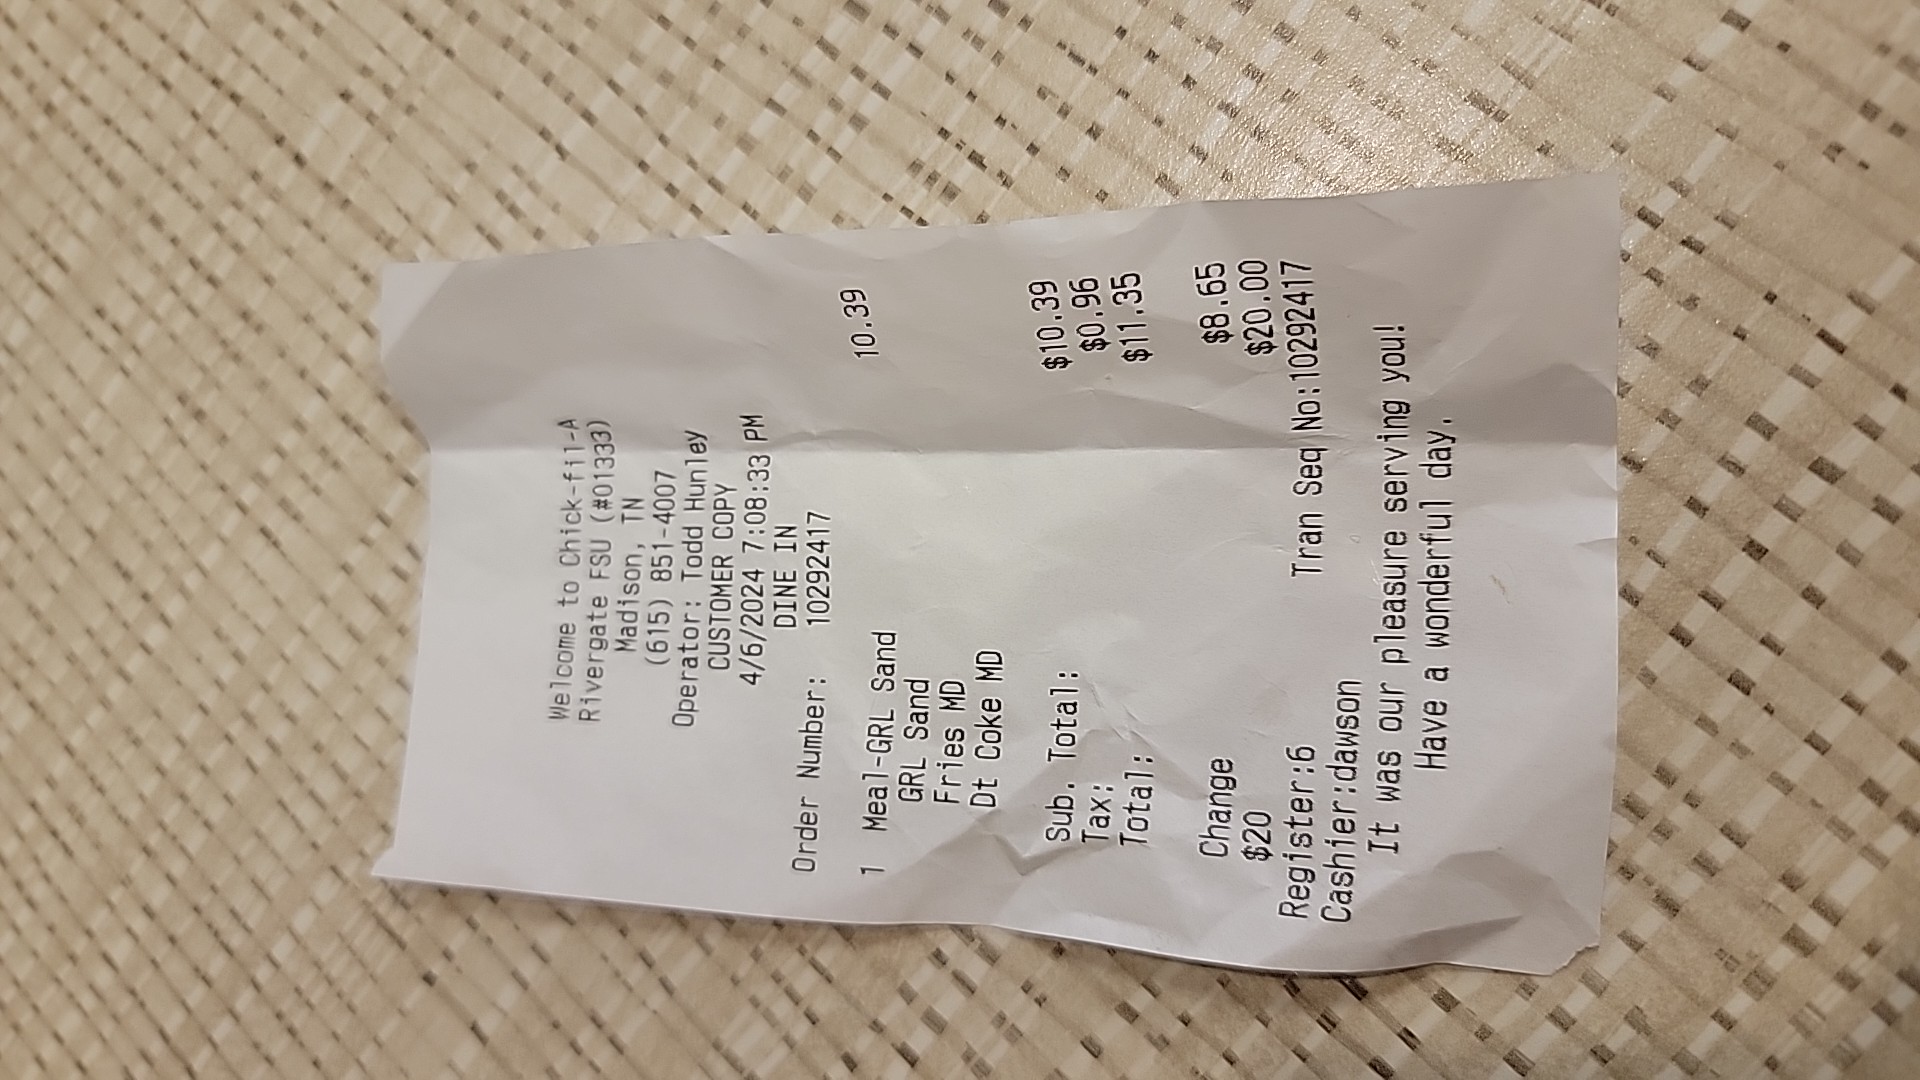 Welcome to Chick-fil-A
Rivergate FSU (#01333)
Madison, TN
(615) 851-4007
Operator: Todd Hunley
CUSTOMER COPY
4/6/2024 7:08:33 PM
DINE IN
Order Number: 10292417
1 Meal-GRL Sand 10.39
GRL Sand
Fries MD
Dt Coke MD
Sub. Total: $10.39
Tax: $0.96
Total: $11.35
Change $8.65
$20 $20.00
Register:6 Tran Seq No:10292417
Cashier:dawson
It was our pleasure serving you!
Have a wonderful day.